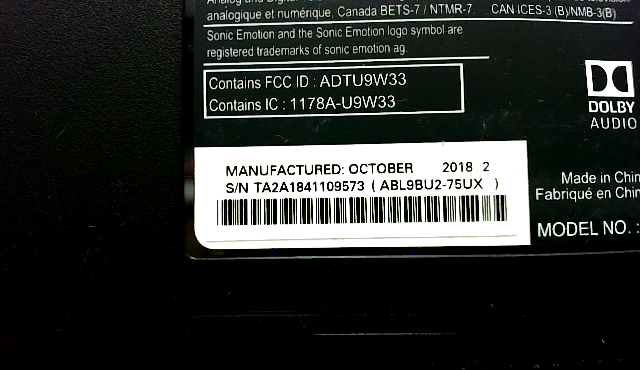 analogique et numérique, Canada BETS-7 / NTMR-7. CAN ICES-3 (B)/NMB-3(B)
Sonic Emotion and the Sonic Emotion logo symbol are
registered trademarks of sonic emotion ag.
Contains FCC ID : ADTU9W33
Contains IC : 1178A-U9W33
DOLBY
AUDIO
MANUFACTURED: OCTOBER 2018 2
S/N TA2A1841109573 ( ABL9BU2-75UX )
Made in Chin
Fabriqué en Chin
MODEL NO. :